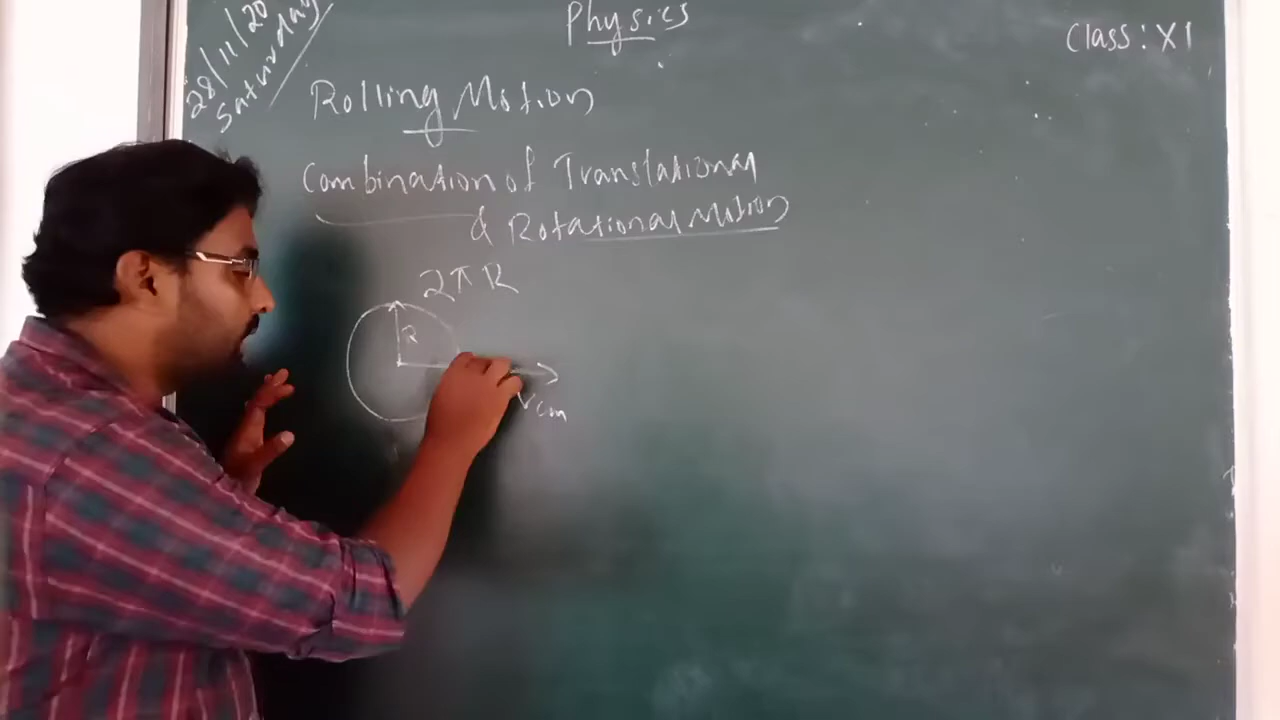 28/11/20
Saturday
Physics
Class: XI
Rolling Motion
Combination of Translational
& Rotational Motion
2πR
R
Vcm